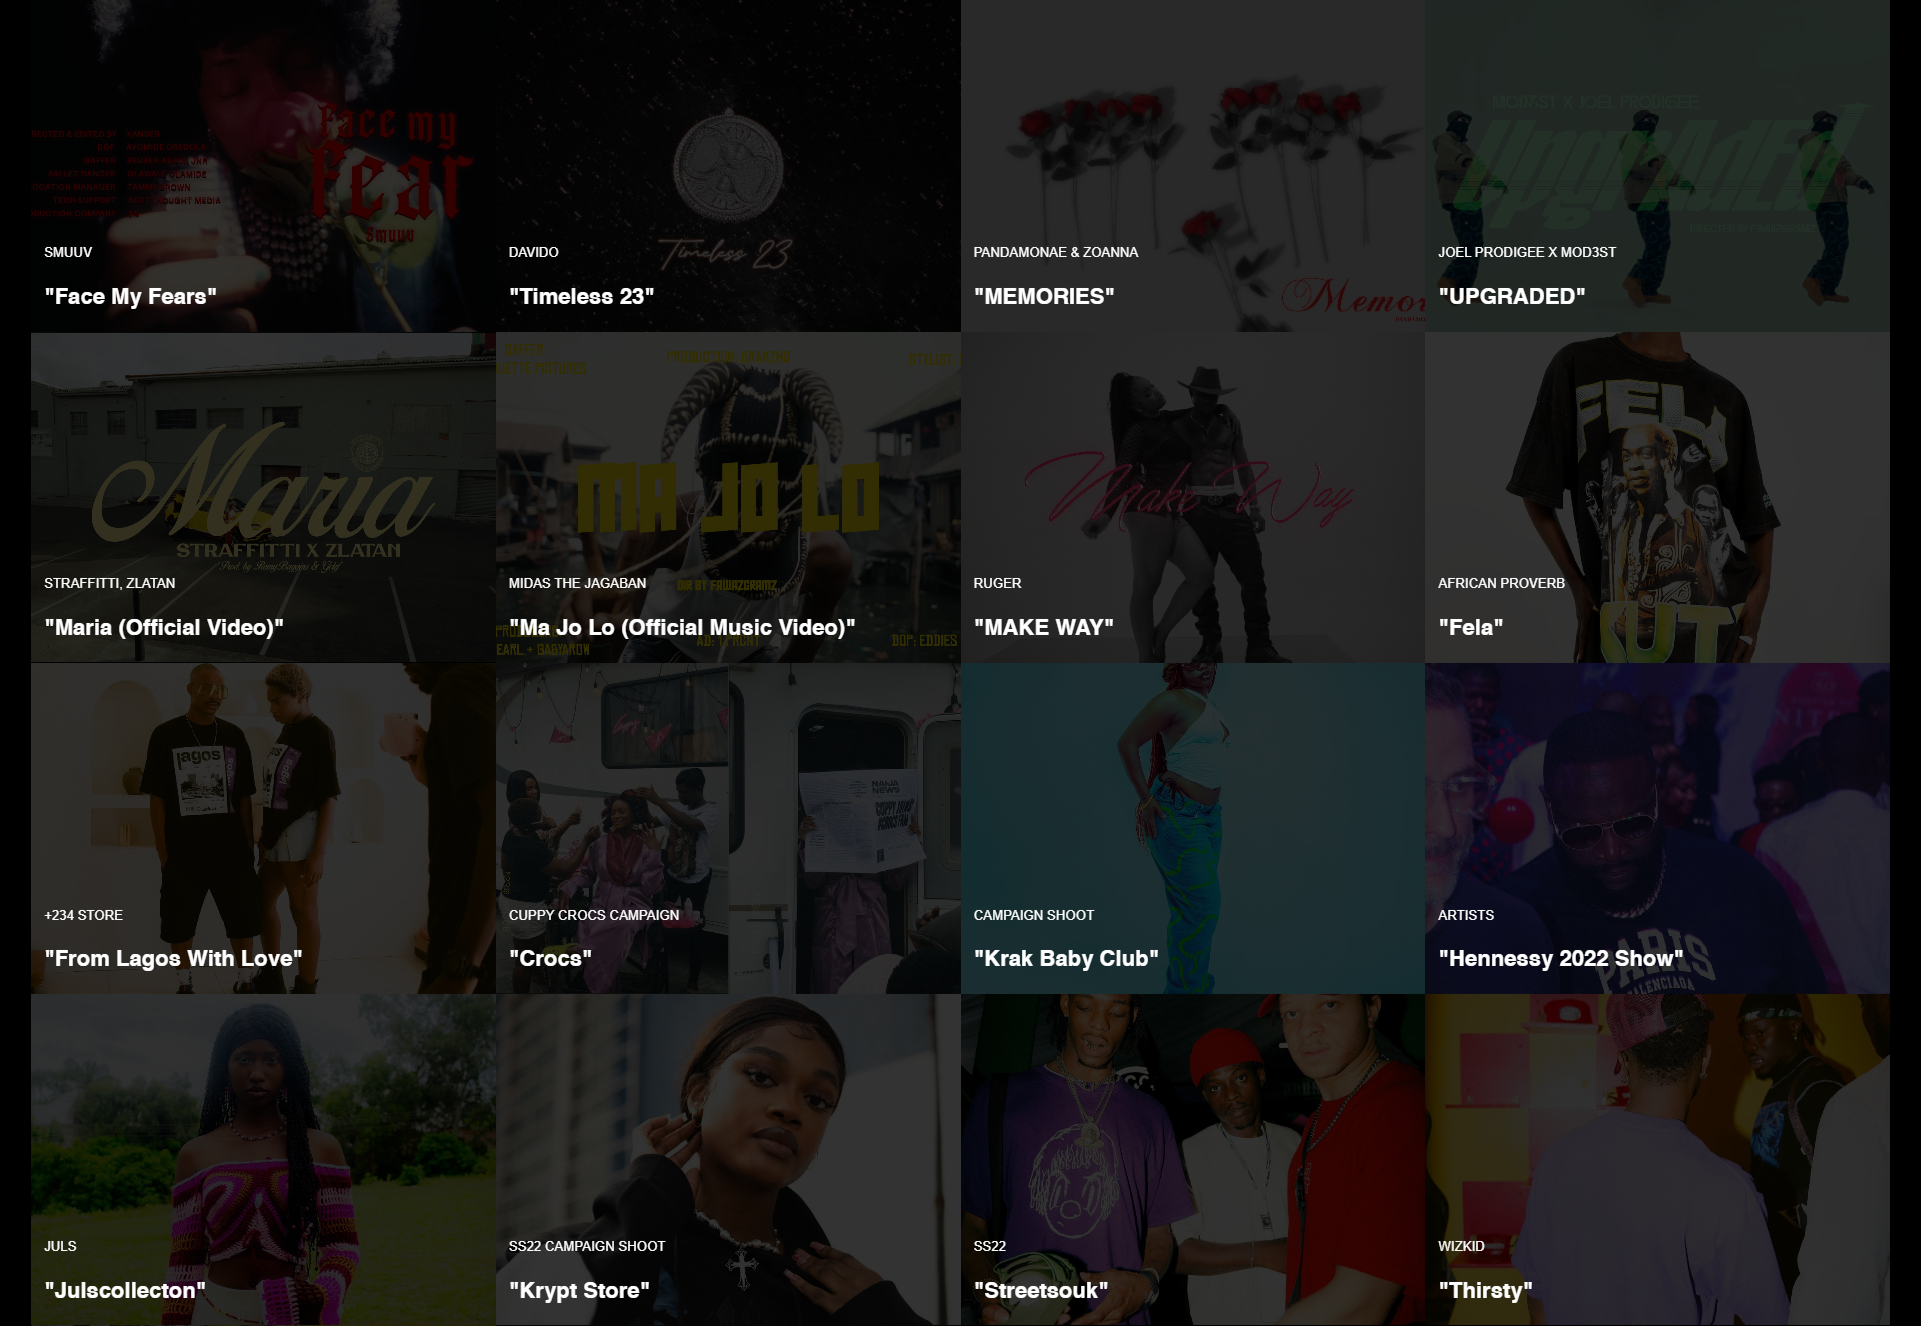 Face my
fear
Smuuv
SMUUV
"Face My Fears"
Timeless 23
DAVIDO
"Timeless 23"
PANDAMONAE & ZOANNA
"MEMORIES"
MOD3ST X JOEL PRODIGEE
UpgrAdEd
JOEL PRODIGEE X MOD3ST
"UPGRADED"
Maria
STRAFFITTI X ZLATAN
STRAFFITTI, ZLATAN
"Maria (Official Video)"
MA JO LO
DIR BY FAWAZGRAMZ
MIDAS THE JAGABAN
"Ma Jo Lo (Official Music Video)"
DOP: EDDIES
Make Way
RUGER
"MAKE WAY"
FELA
AFRICAN PROVERB
"Fela"
lagos
+234 STORE
"From Lagos With Love"
NAIJA
NEWS
CUPPY CROCS CAMPAIGN
"Crocs"
CAMPAIGN SHOOT
"Krak Baby Club"
ARTISTS
"Hennessy 2022 Show"
PARIS
BALENCIAGA
JULS
"Julscollecton"
SS22 CAMPAIGN SHOOT
"Krypt Store"
SS22
"Streetsouk"
WIZKID
"Thirsty"